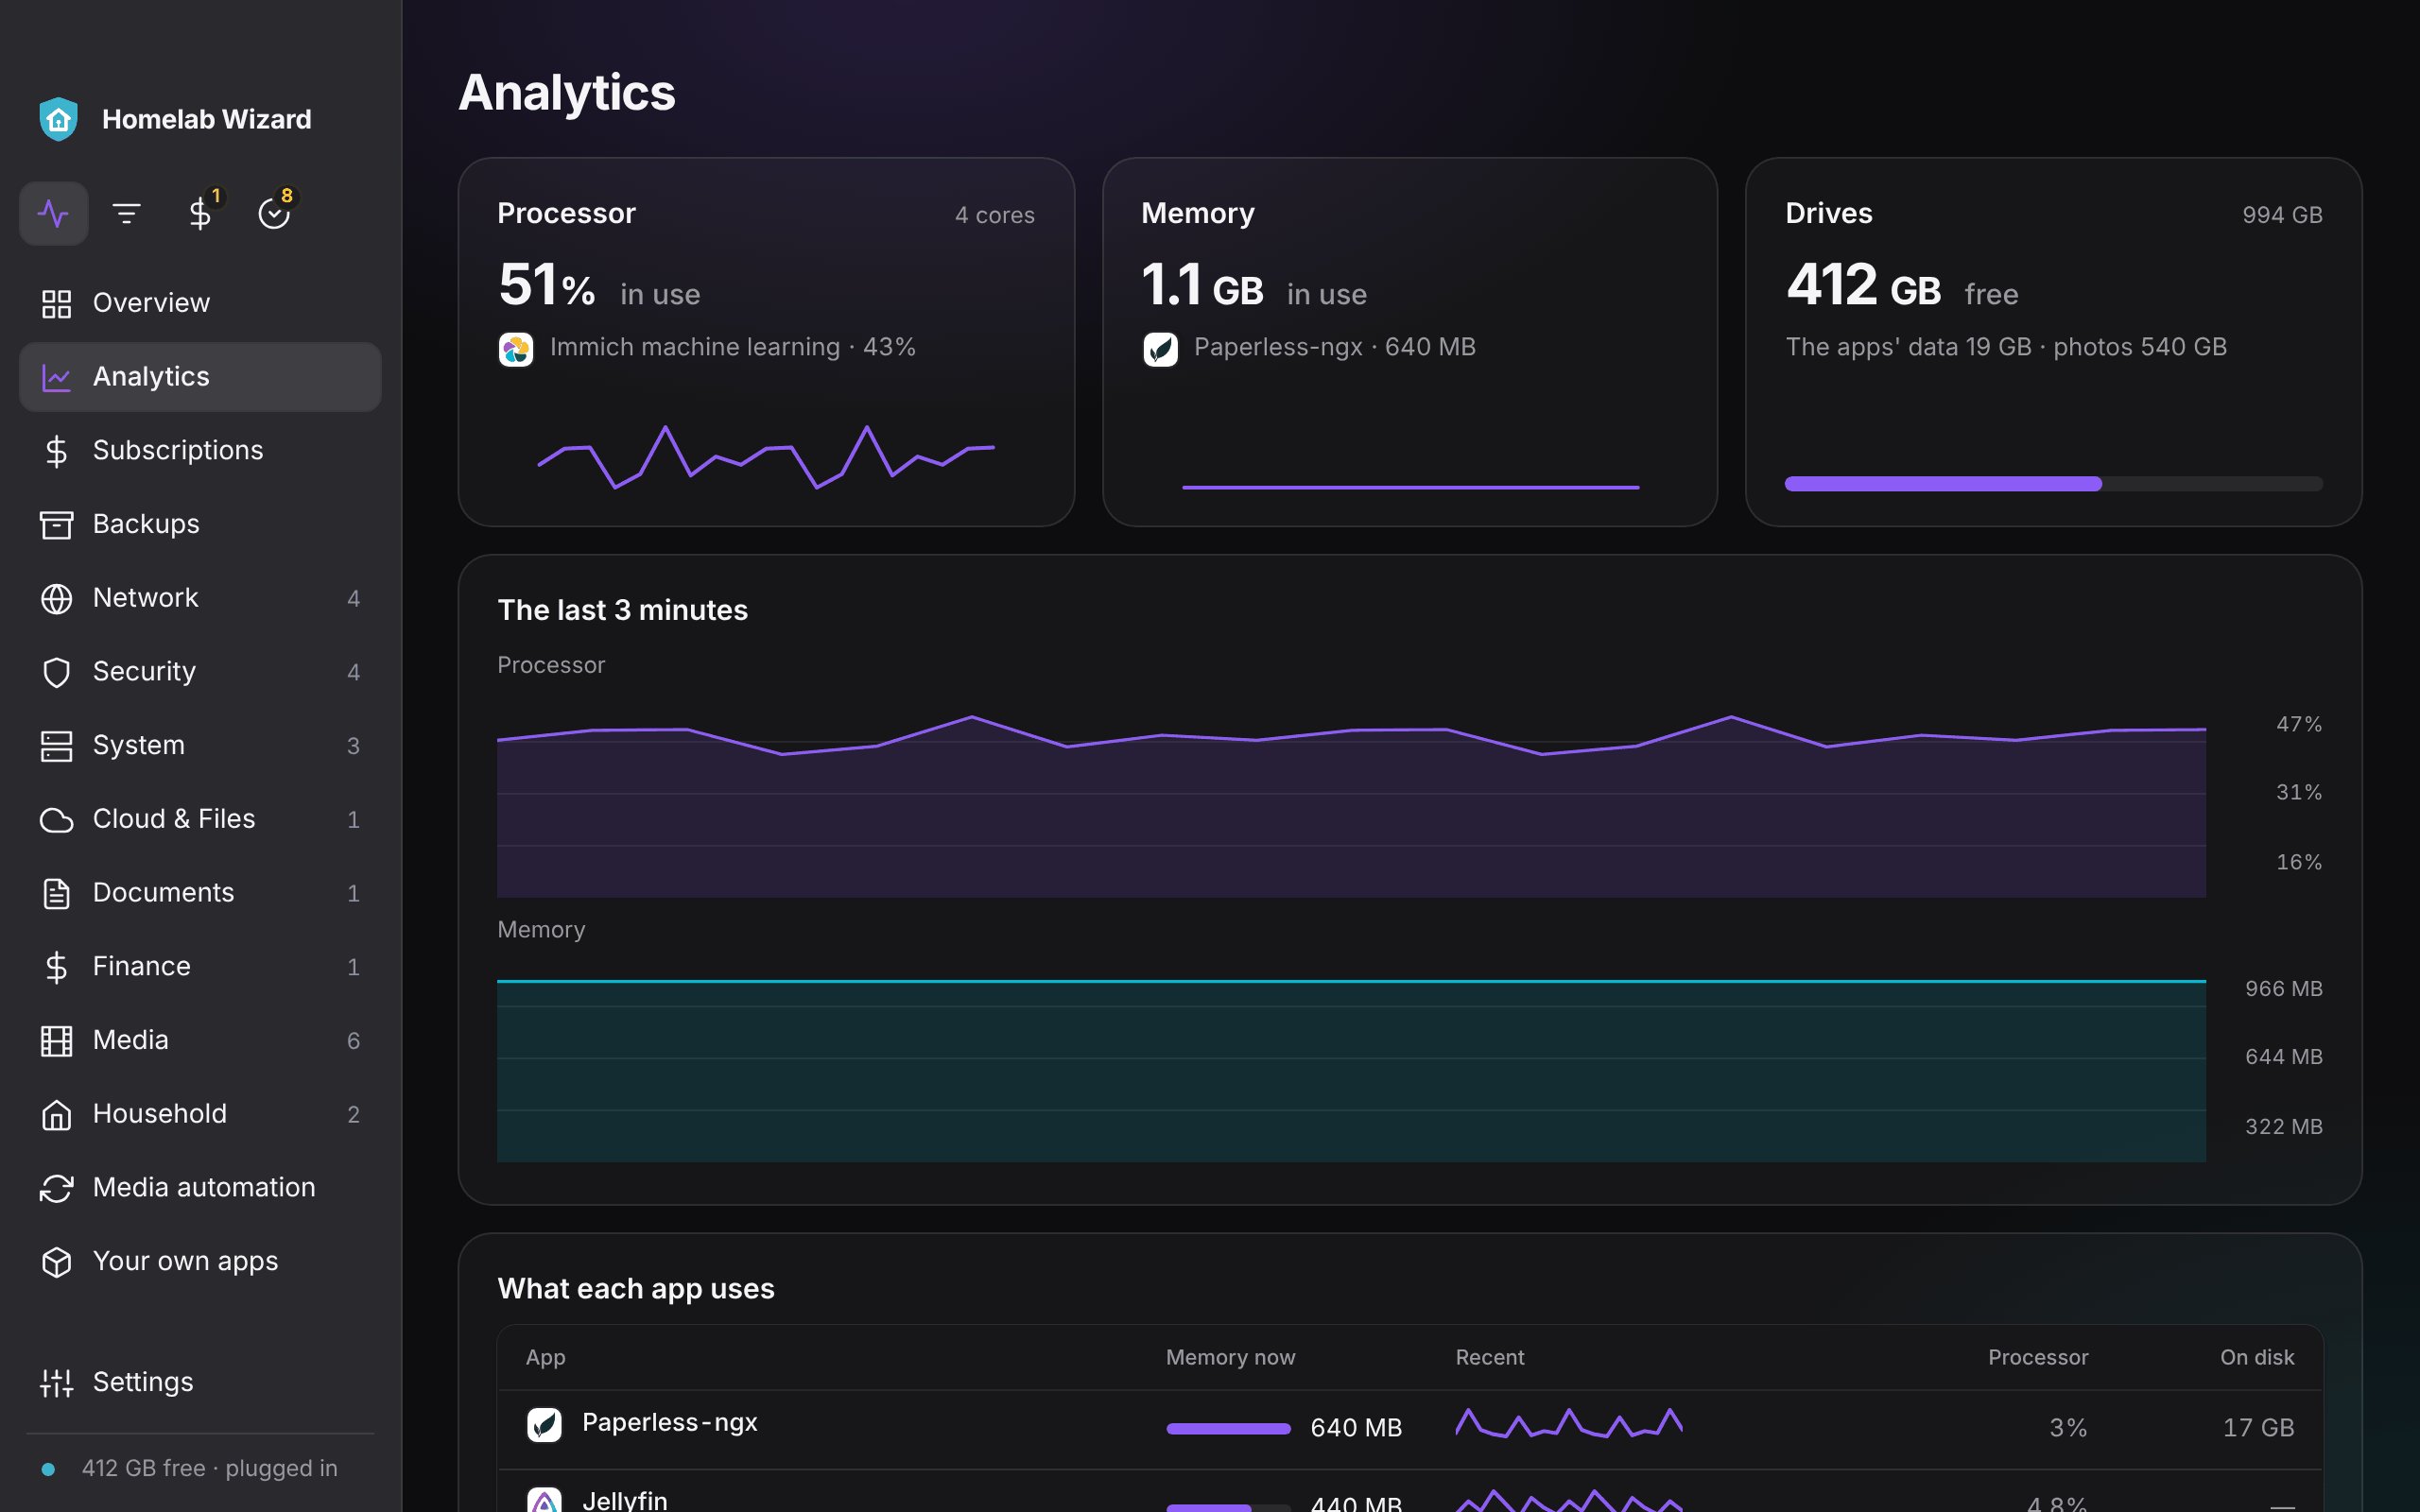 Homelab Wizard
1
8
Overview
Analytics
Subscriptions
Backups
Network 4
Security 4
System 3
Cloud & Files 1
Documents 1
Finance 1
Media 6
Household 2
Media automation
Your own apps
Settings
412 GB free · plugged in
Analytics
Processor 4 cores
51% in use
Immich machine learning · 43%
Memory
1.1 GB in use
Paperless-ngx · 640 MB
Drives 994 GB
412 GB free
The apps' data 19 GB · photos 540 GB
The last 3 minutes
Processor
47%
31%
16%
Memory
966 MB
644 MB
322 MB
What each app uses
App Memory now Recent Processor On disk
Paperless-ngx 640 MB 3% 17 GB
Jellyfin 440 MB 4.8% —